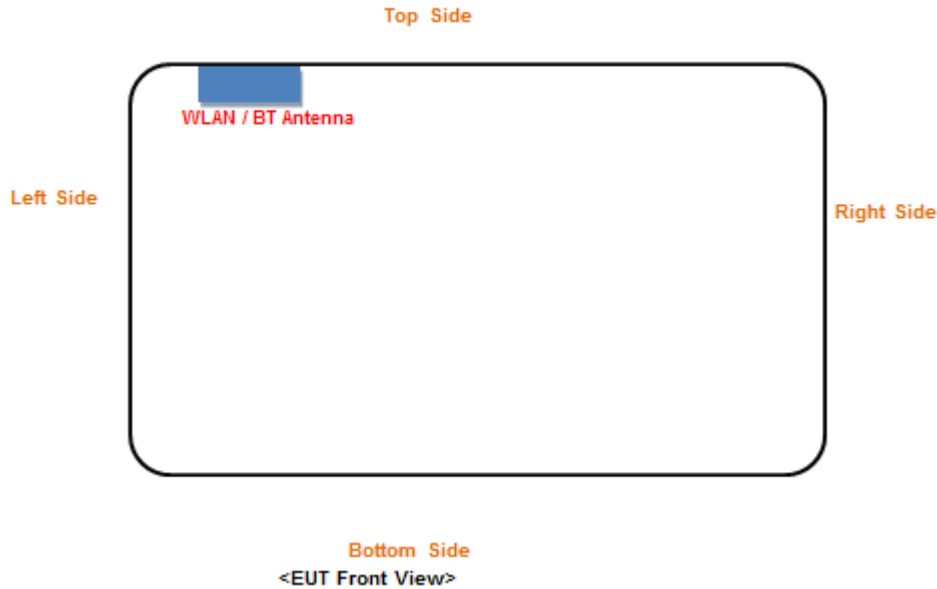 Top Side
WLAN / BT Antenna
Left Side
Right Side
Bottom Side
<EUT Front View>